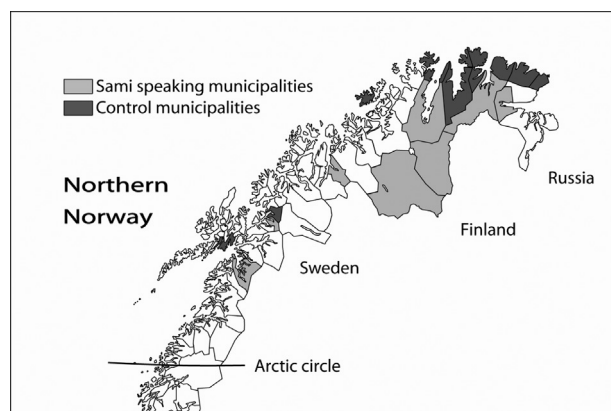 Sami speaking municipalities
Control municipalities
Northern
Norway
Russia
Finland
Sweden
Arctic circle